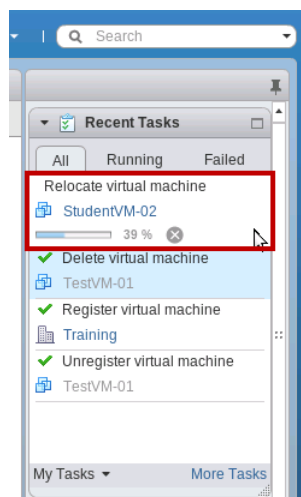 Search
Recent Tasks
All Running Failed
Relocate virtual machine
StudentVM-02
39 %
Delete virtual machine
TestVM-01
Register virtual machine
Training
Unregister virtual machine
TestVM-01
My Tasks More Tasks